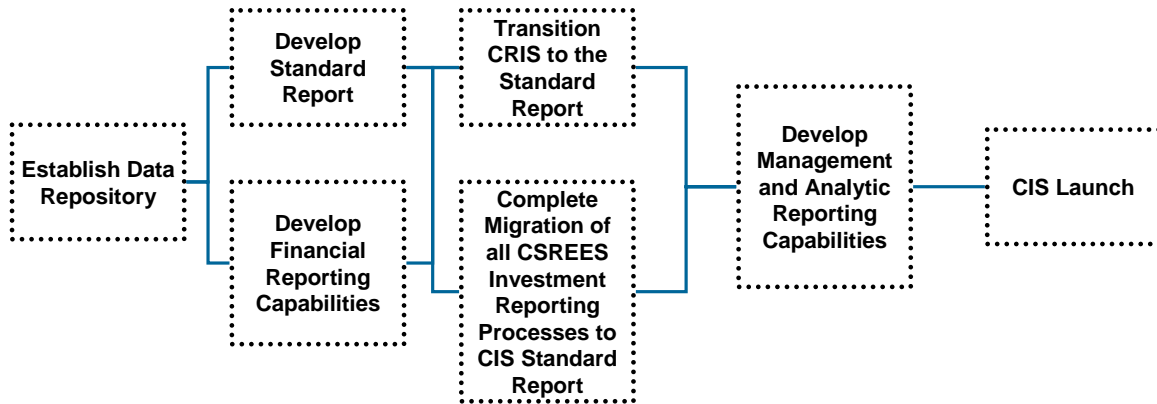 Establish Data
Repository
Develop
Standard
Report
Develop
Financial
Reporting
Capabilities
Transition
CRIS to the
Standard
Report
Complete
Migration of
all CSREES
Investment
Reporting
Processes to
CIS Standard
Report
Develop
Management
and Analytic
Reporting
Capabilities
CIS Launch